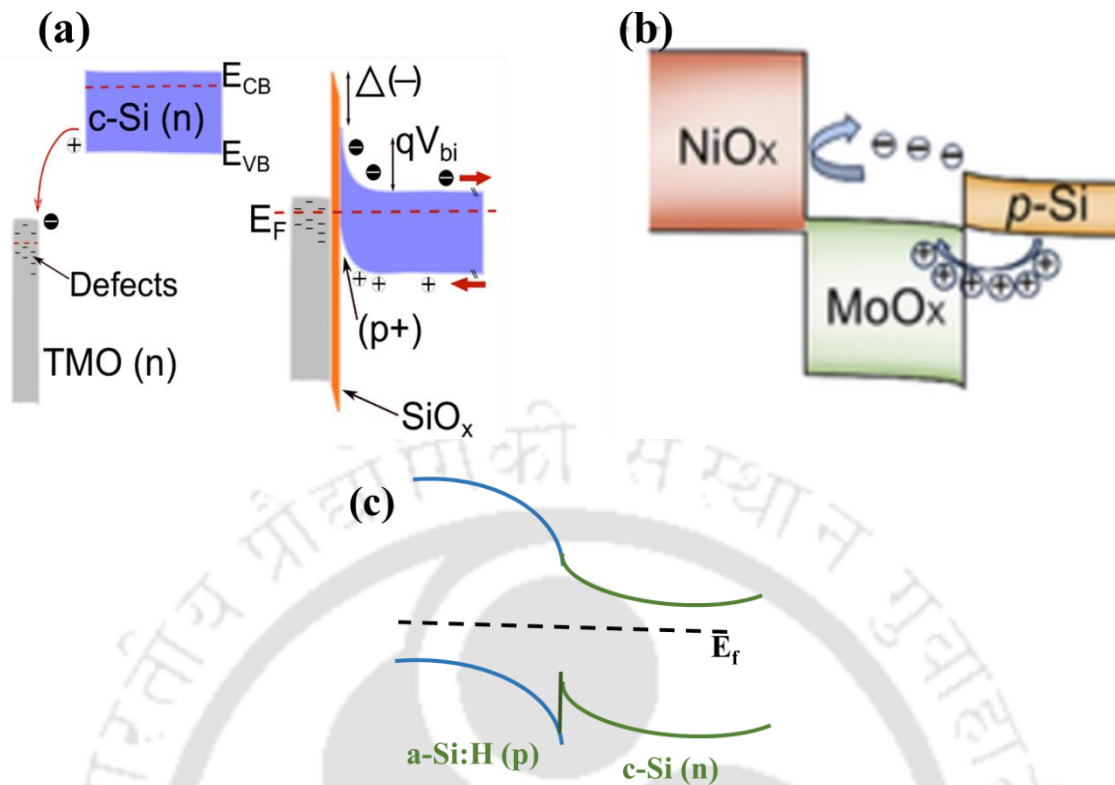 (a)
E_CB
c-Si (n)
E_VB
Defects
TMO (n)
Δ(−)
qV_bi
E_F
(p+)
SiO_x
(b)
NiOx
p-Si
MoOx
(c)
E_f
a-Si:H (p)
c-Si (n)